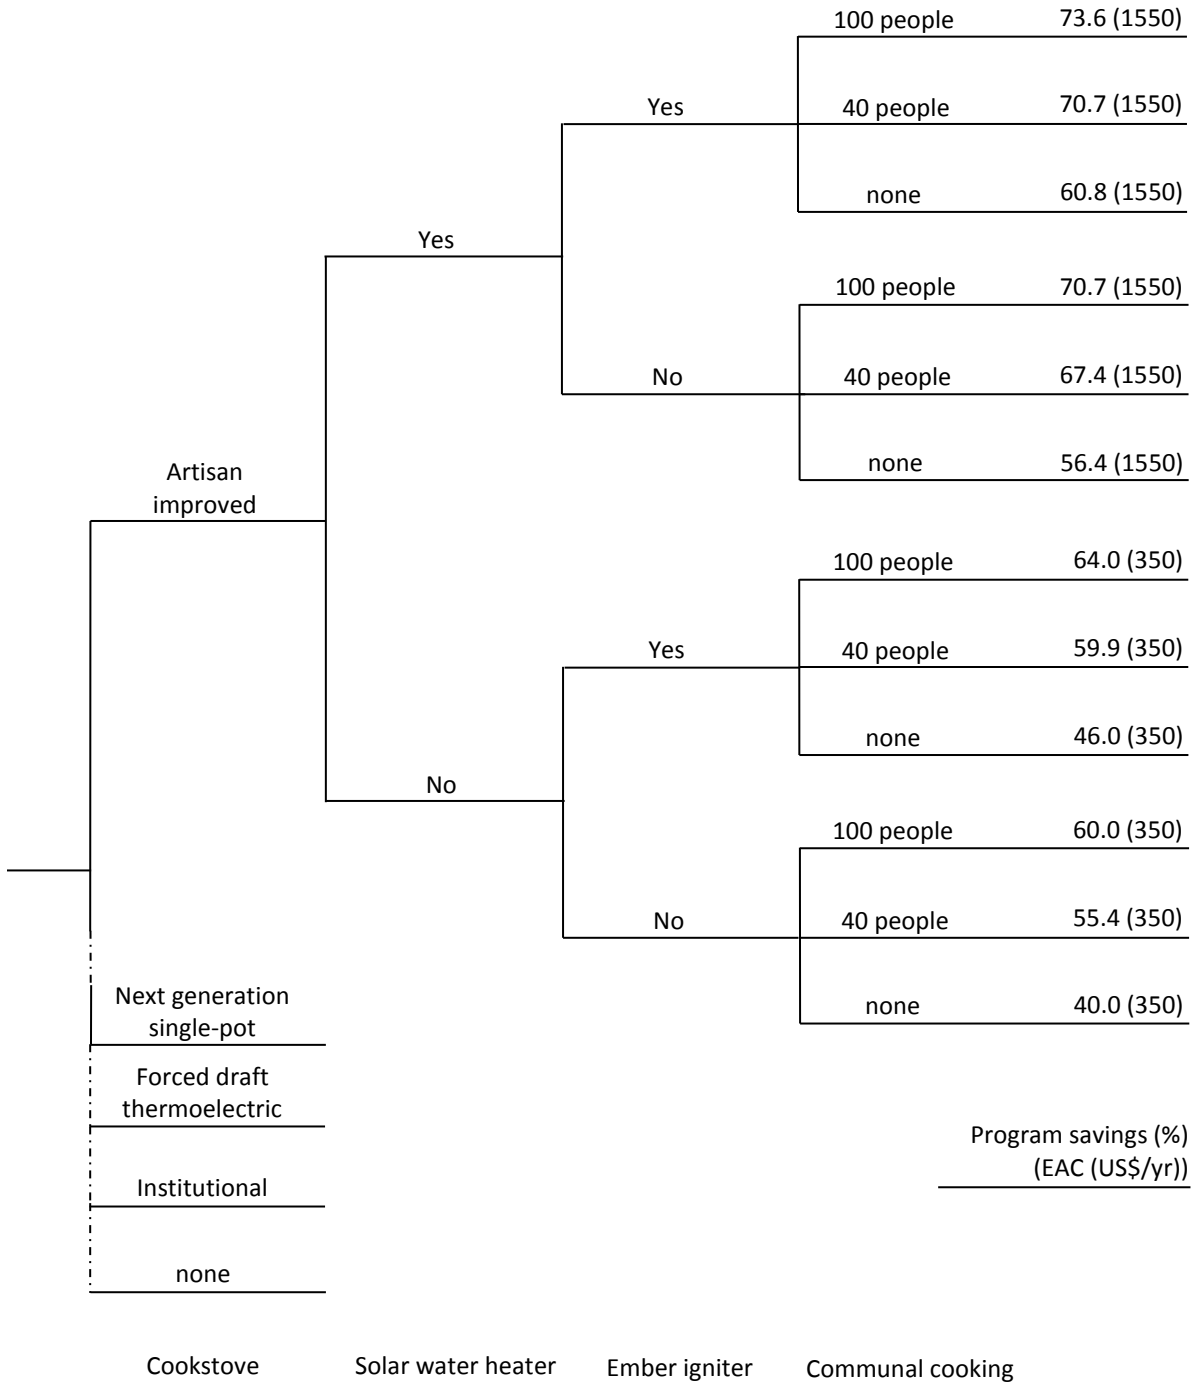 100 people 73.6 (1550)
Yes 40 people 70.7 (1550)
none 60.8 (1550)
Yes
100 people 70.7 (1550)
No 40 people 67.4 (1550)
none 56.4 (1550)
Artisan
improved
100 people 64.0 (350)
Yes 40 people 59.9 (350)
none 46.0 (350)
No
100 people 60.0 (350)
No 40 people 55.4 (350)
none 40.0 (350)
Next generation
single-pot
Forced draft
thermoelectric
Institutional
none
Program savings (%)
(EAC (US$/yr))
Cookstove Solar water heater Ember igniter Communal cooking